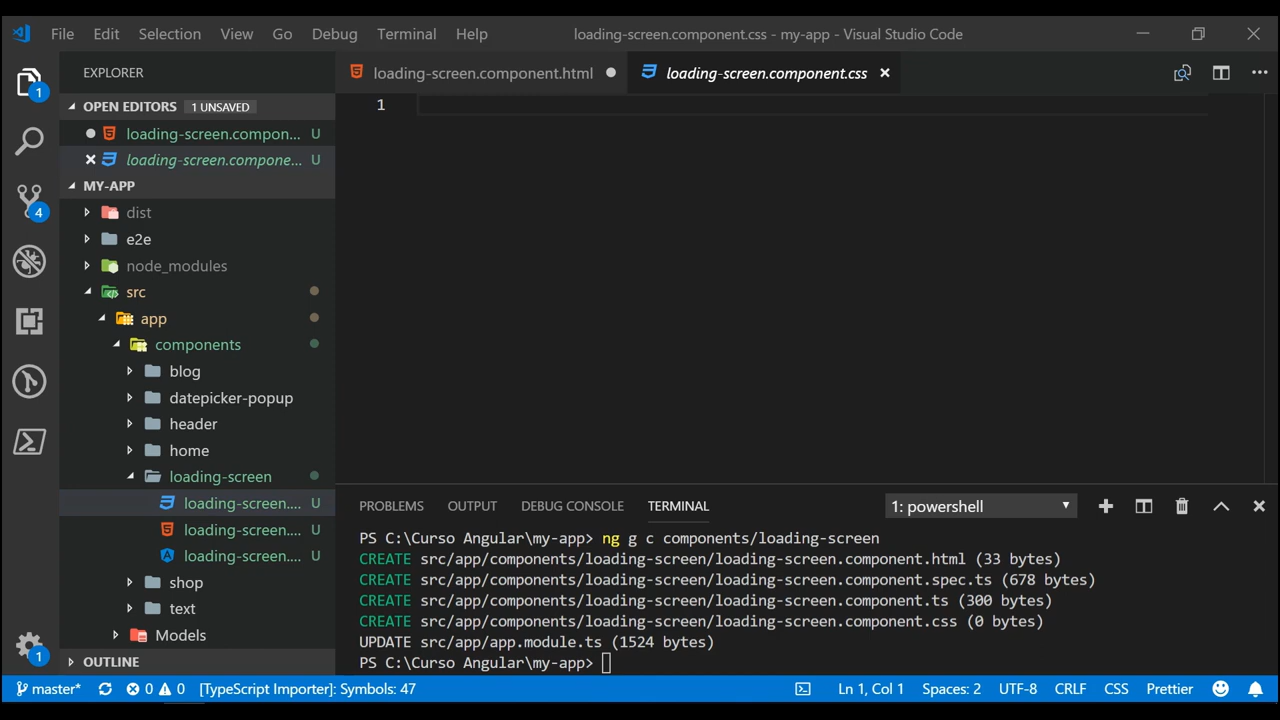 File Edit Selection View Go Debug Terminal Help loading-screen.component.css - my-app - Visual Studio Code
EXPLORER
loading-screen.component.html loading-screen.component.css
OPEN EDITORS 1 UNSAVED
loading-screen.compon... U
loading-screen.compone... U
MY-APP
dist
e2e
node_modules
src
app
components
blog
datepicker-popup
header
home
loading-screen
loading-screen.... U
loading-screen.... U
loading-screen.... U
shop
text
Models
OUTLINE
1
4
1
1
PROBLEMS OUTPUT DEBUG CONSOLE TERMINAL 1: powershell
PS C:\Curso Angular\my-app> ng g c components/loading-screen
CREATE src/app/components/loading-screen/loading-screen.component.html (33 bytes)
CREATE src/app/components/loading-screen/loading-screen.component.spec.ts (678 bytes)
CREATE src/app/components/loading-screen/loading-screen.component.ts (300 bytes)
CREATE src/app/components/loading-screen/loading-screen.component.css (0 bytes)
UPDATE src/app/app.module.ts (1524 bytes)
PS C:\Curso Angular\my-app>
master* 0 0 [TypeScript Importer]: Symbols: 47 Ln 1, Col 1 Spaces: 2 UTF-8 CRLF CSS Prettier